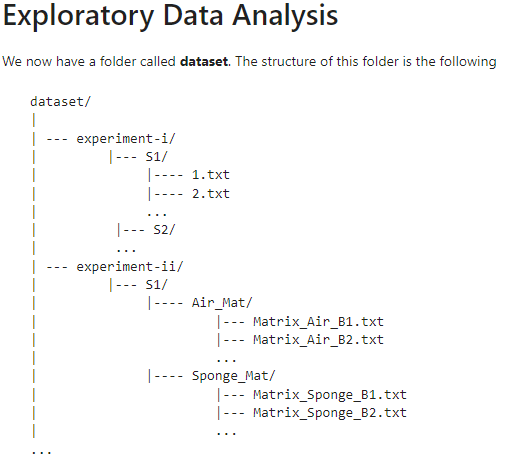 Exploratory Data Analysis
We now have a folder called dataset. The structure of this folder is the following
dataset/
|
| --- experiment-i/
|         |--- S1/
|              |---- 1.txt
|              |---- 2.txt
|              ...
|          |--- S2/
|          ...
| --- experiment-ii/
|         |--- S1/
|              |---- Air_Mat/
|                       |--- Matrix_Air_B1.txt
|                       |--- Matrix_Air_B2.txt
|                       ...
|              |---- Sponge_Mat/
|                       |--- Matrix_Sponge_B1.txt
|                       |--- Matrix_Sponge_B2.txt
|                       ...
...